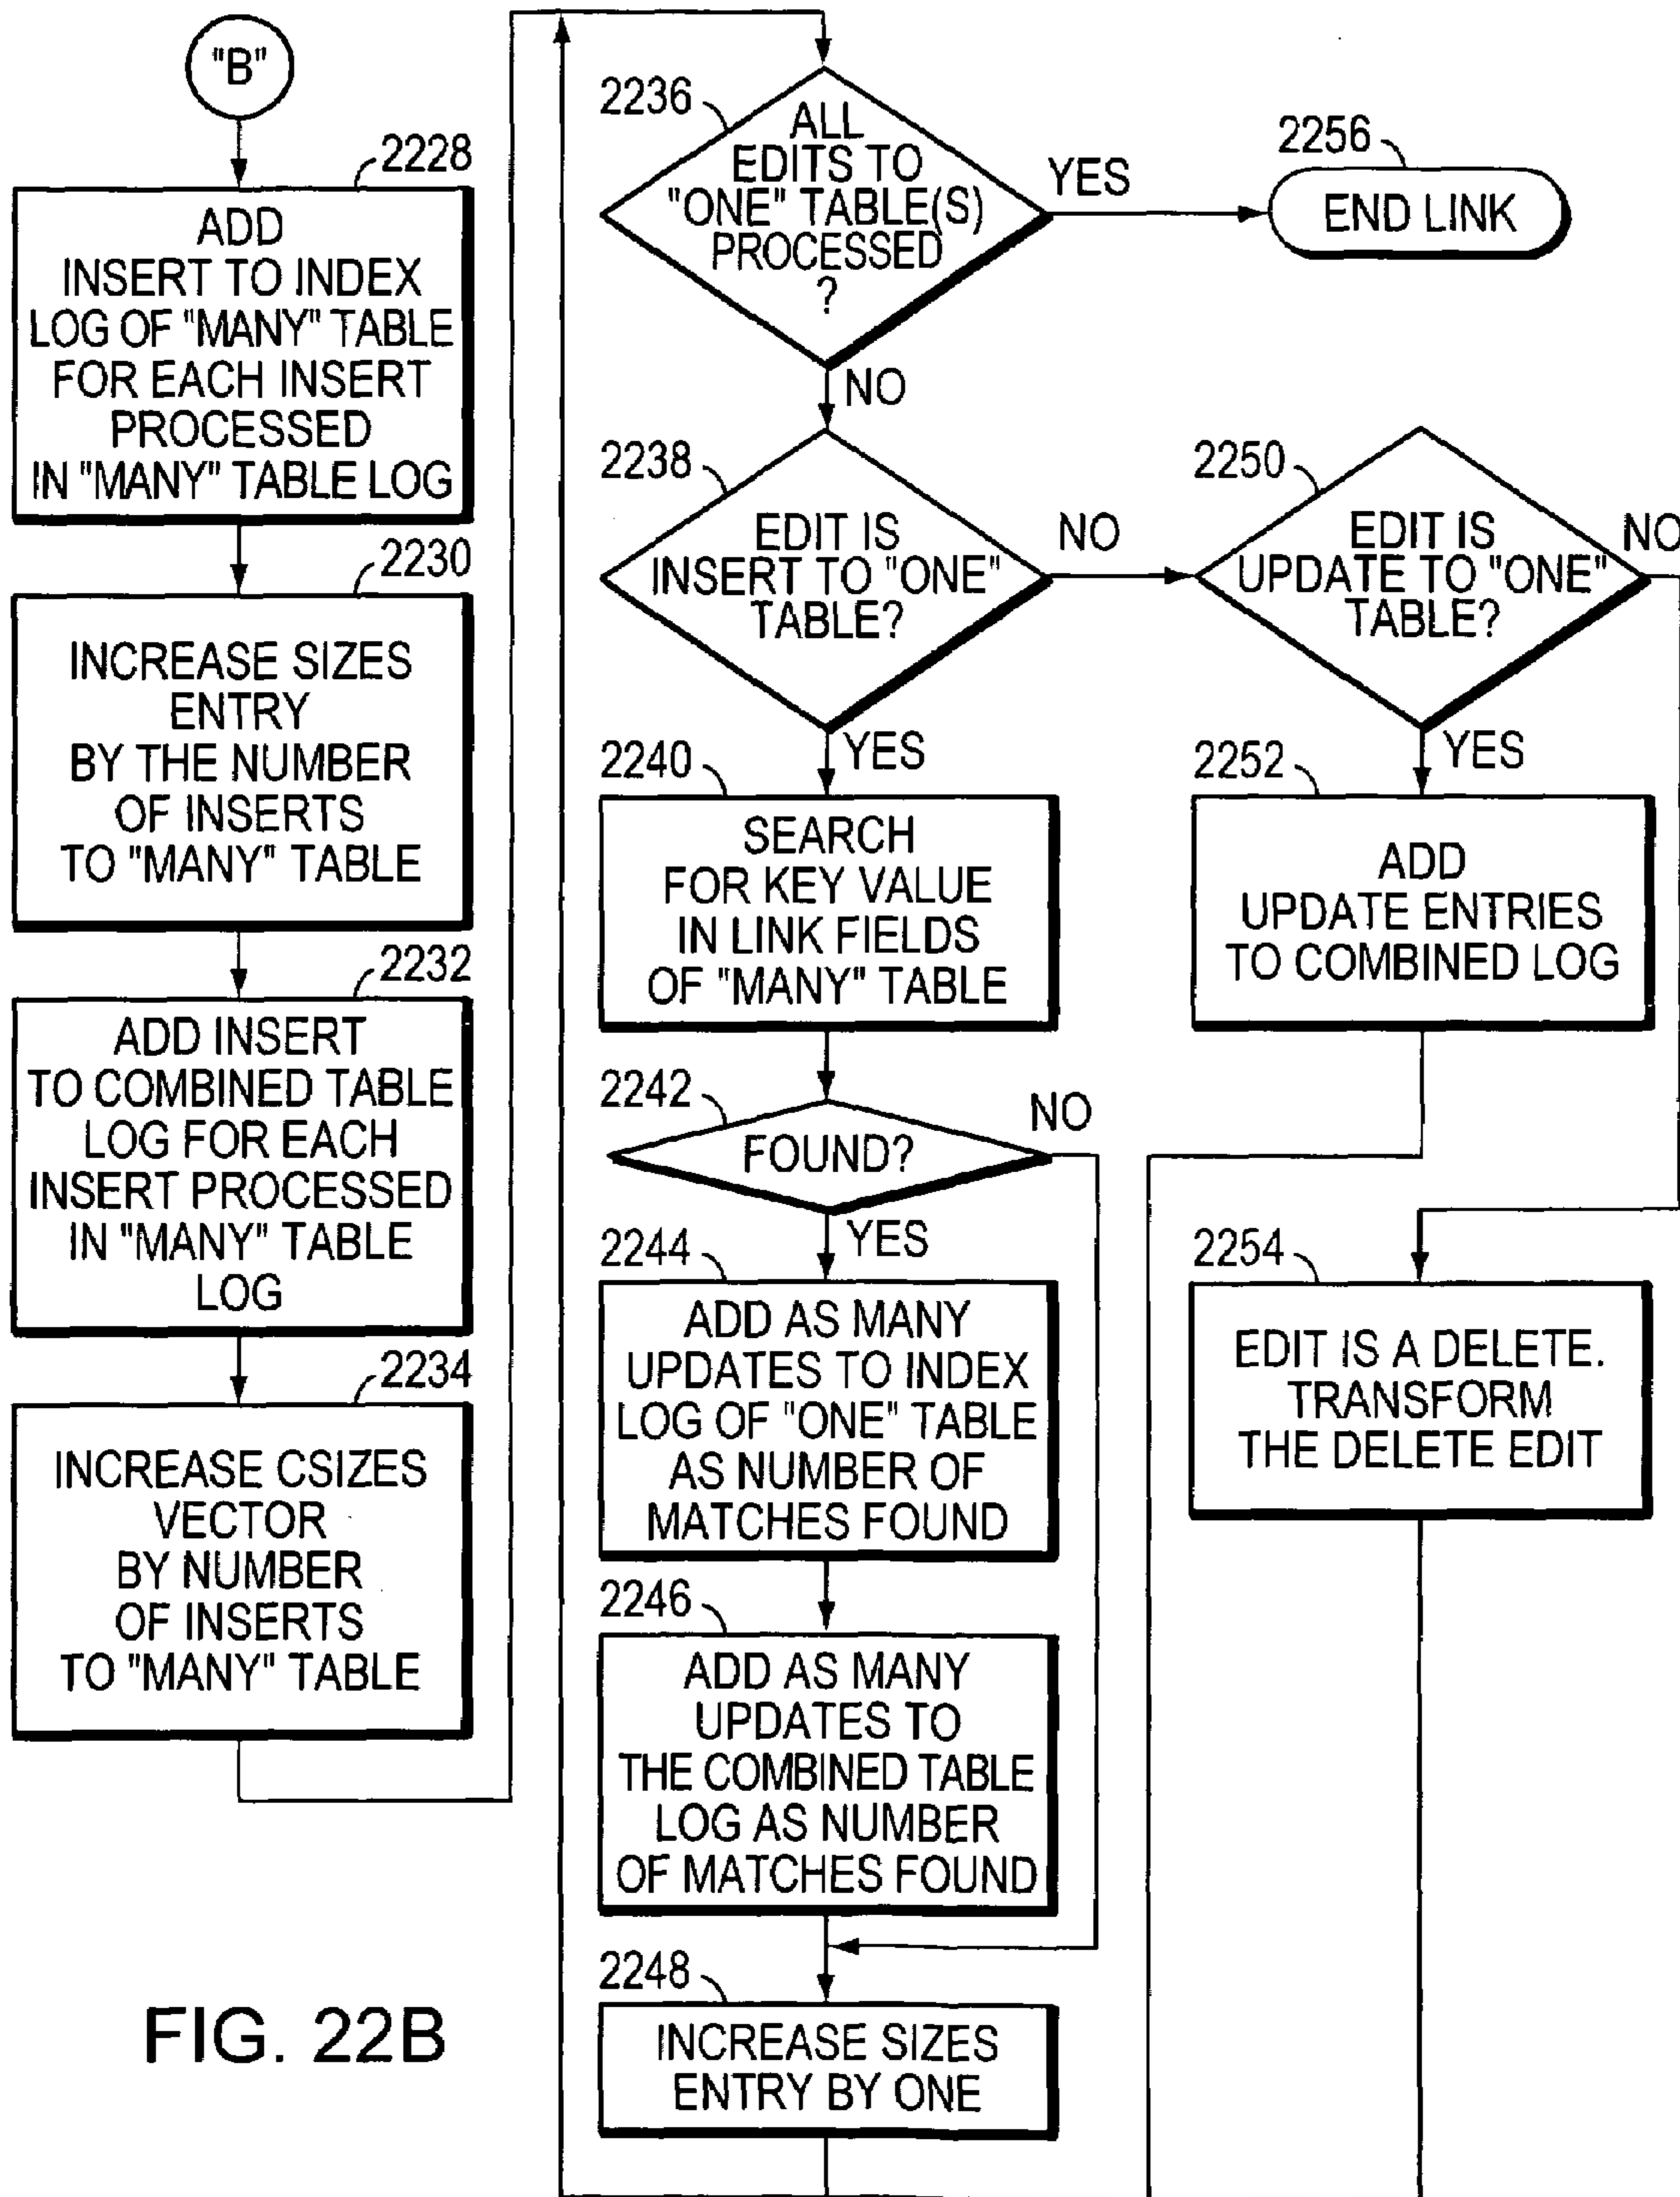 "B"
2228
ADD
INSERT TO INDEX
LOG OF "MANY" TABLE
FOR EACH INSERT
PROCESSED
IN "MANY" TABLE LOG
2230
INCREASE SIZES
ENTRY
BY THE NUMBER
OF INSERTS
TO "MANY" TABLE
2232
ADD INSERT
TO COMBINED TABLE
LOG FOR EACH
INSERT PROCESSED
IN "MANY" TABLE
LOG
2234
INCREASE CSIZES
VECTOR
BY NUMBER
OF INSERTS
TO "MANY" TABLE
2236
ALL
EDITS TO
"ONE" TABLE(S)
PROCESSED
?
YES
2256
END LINK
NO
2238
EDIT IS
INSERT TO "ONE"
TABLE?
NO
2250
EDIT IS
UPDATE TO "ONE"
TABLE?
NO
YES
2240
SEARCH
FOR KEY VALUE
IN LINK FIELDS
OF "MANY" TABLE
YES
2252
ADD
UPDATE ENTRIES
TO COMBINED LOG
2242
FOUND?
NO
YES
2244
ADD AS MANY
UPDATES TO INDEX
LOG OF "ONE" TABLE
AS NUMBER OF
MATCHES FOUND
2254
EDIT IS A DELETE.
TRANSFORM
THE DELETE EDIT
2246
ADD AS MANY
UPDATES TO
THE COMBINED TABLE
LOG AS NUMBER
OF MATCHES FOUND
2248
INCREASE SIZES
ENTRY BY ONE
FIG. 22B